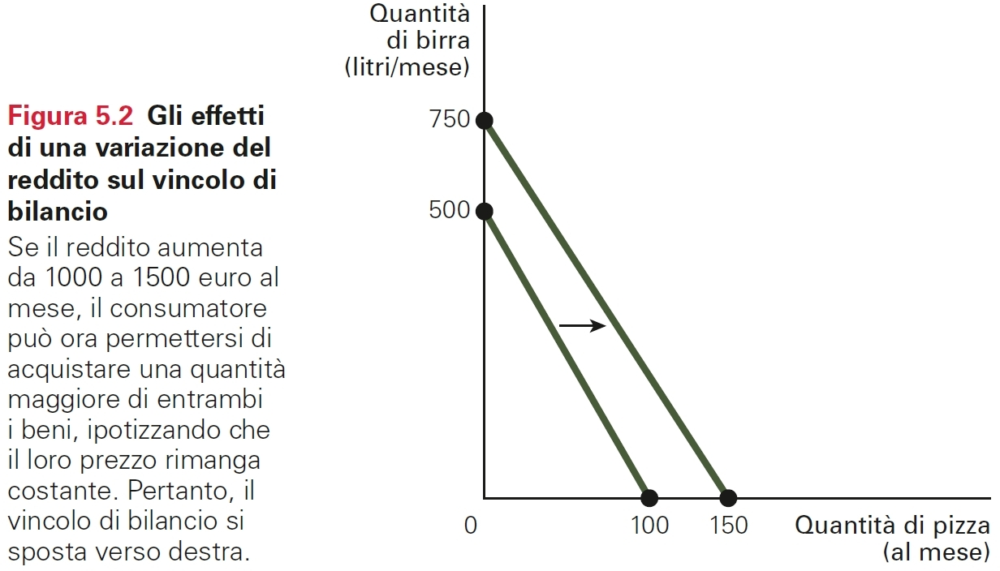 Figura 5.2 Gli effetti
di una variazione del
reddito sul vincolo di
bilancio
Se il reddito aumenta
da 1000 a 1500 euro al
mese, il consumatore
può ora permettersi di
acquistare una quantità
maggiore di entrambi
i beni, ipotizzando che
il loro prezzo rimanga
costante. Pertanto, il
vincolo di bilancio si
sposta verso destra.
Quantità
di birra
(litri/mese)
750
500
0
100
150
Quantità di pizza
(al mese)